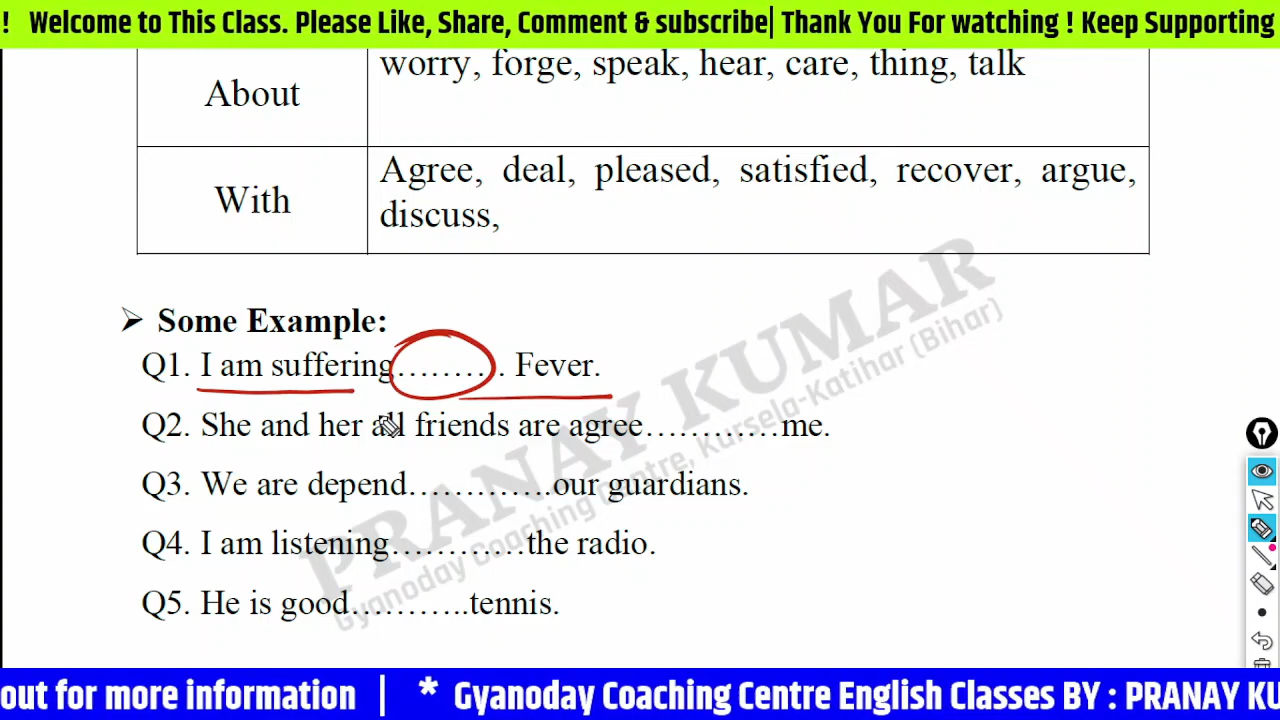 ! Welcome to This Class. Please Like, Share, Comment & subscribe| Thank You For watching ! Keep Supporting
worry, forge, speak, hear, care, thing, talk
About
Agree, deal, pleased, satisfied, recover, argue,
With
discuss,
➢ Some Example:
Q1. I am suffering.......... Fever.
Q2. She and her all friends are agree............me.
Q3. We are depend.............our guardians.
Q4. I am listening............the radio.
Q5. He is good...........tennis.
PRANAY KUMAR
Gyanoday Coaching Centre, Kursela-Katihar (Bihar)
out for more information | * Gyanoday Coaching Centre English Classes BY : PRANAY KU